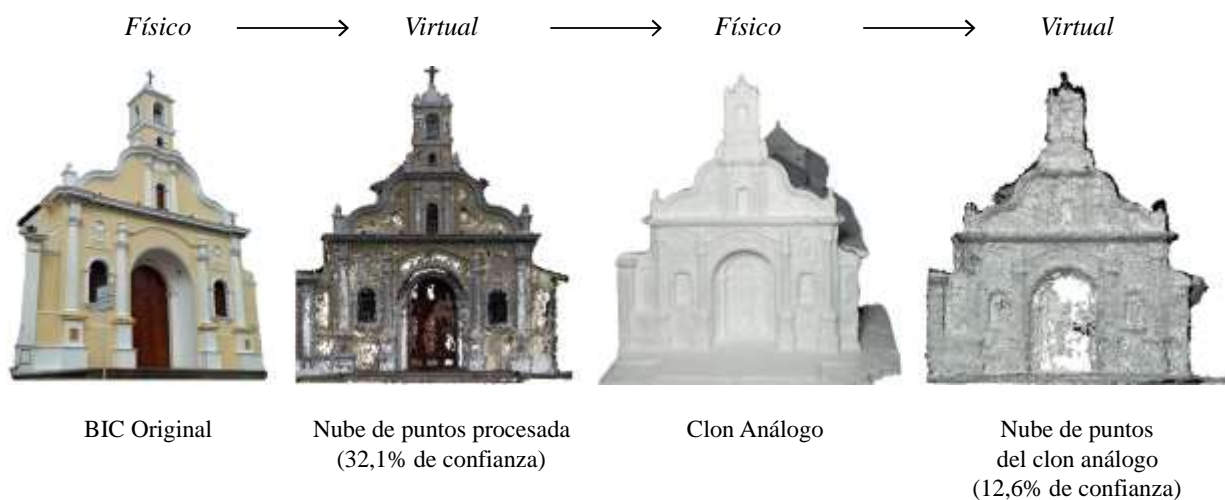 Físico
Virtual
Físico
Virtual
BIC Original
Nube de puntos procesada
(32,1% de confianza)
Clon Análogo
Nube de puntos
del clon análogo
(12,6% de confianza)